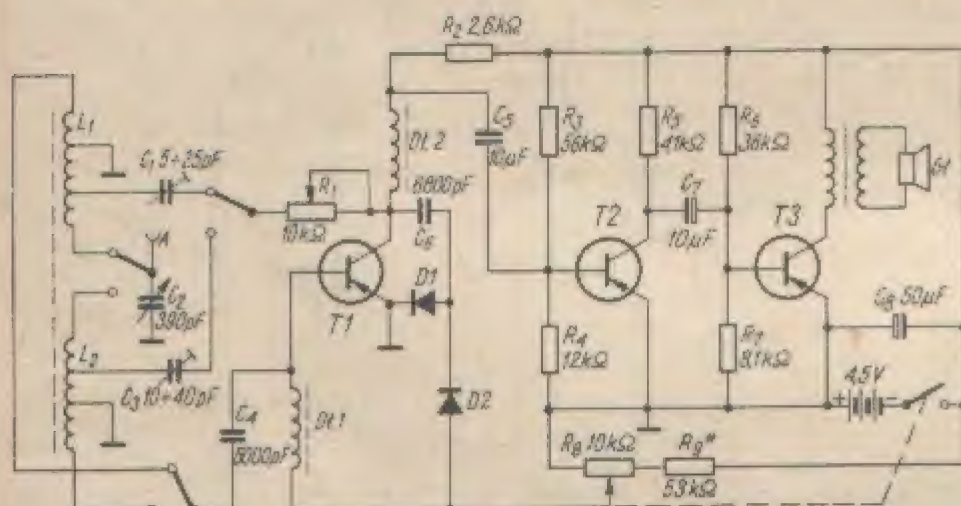 R2 2,6kΩ
L1
C1 5÷25pF
R1
10kΩ
Dł.2
C5
10µF
6800pF
C6
R3
56kΩ
R5
41kΩ
R6
36kΩ
C7
10µF
T1
T2
T3
Gł
A
C2
390pF
D1
D2
L2
C3 10÷40pF
C4
5000pF
Dł.1
R4
12kΩ
R7
8,1kΩ
C8 50µF
+ 4,5V -
R8 10kΩ
R9*
53kΩ